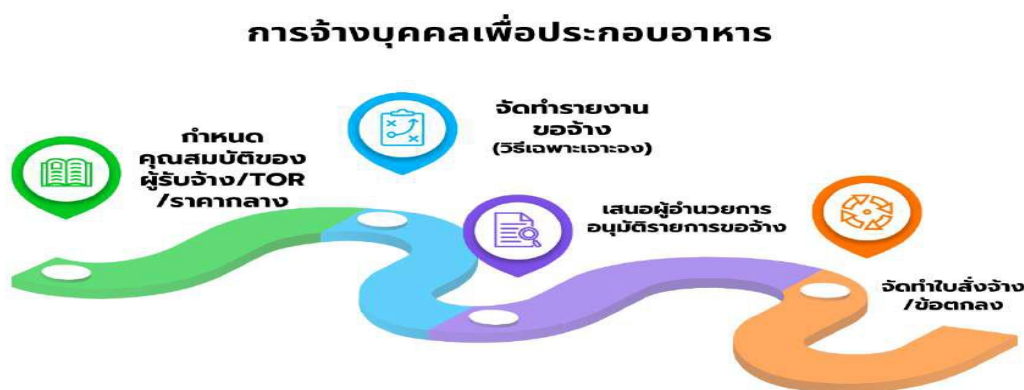 การจ้างบุคคลเพื่อประกอบอาหาร
กำหนด
คุณสมบัติของ
ผู้รับจ้าง/TOR
/ราคากลาง
จัดทำรายงาน
ขอจ้าง
(วิธีเฉพาะเจาะจง)
เสนอผู้อำนวยการ
อนุมัติรายการขอจ้าง
จัดทำใบสั่งจ้าง
/ข้อตกลง